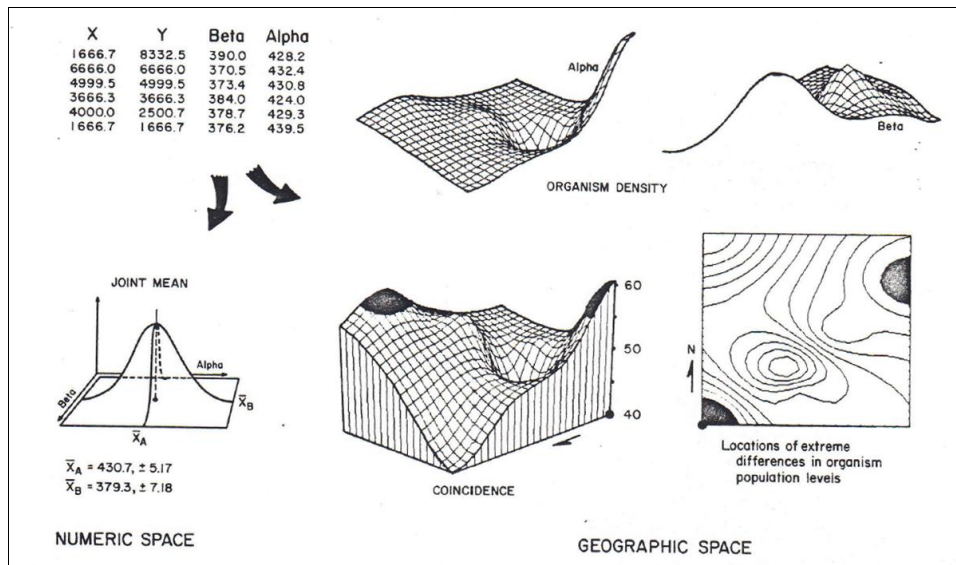 X Y Beta Alpha
1666.7 8332.5 390.0 428.2
6666.0 6666.0 370.5 432.4
4999.5 4999.5 373.4 430.8
3666.3 3666.3 384.0 424.0
4000.0 2500.7 378.7 429.3
1666.7 1666.7 376.2 439.5
Alpha
Beta
ORGANISM DENSITY
JOINT MEAN
Alpha
Beta
X̄B
X̄A
X̄A = 430.7, ± 5.17
X̄B = 379.3, ± 7.18
NUMERIC SPACE
60
50
40
COINCIDENCE
N
Locations of extreme
differences in organism
population levels
GEOGRAPHIC SPACE